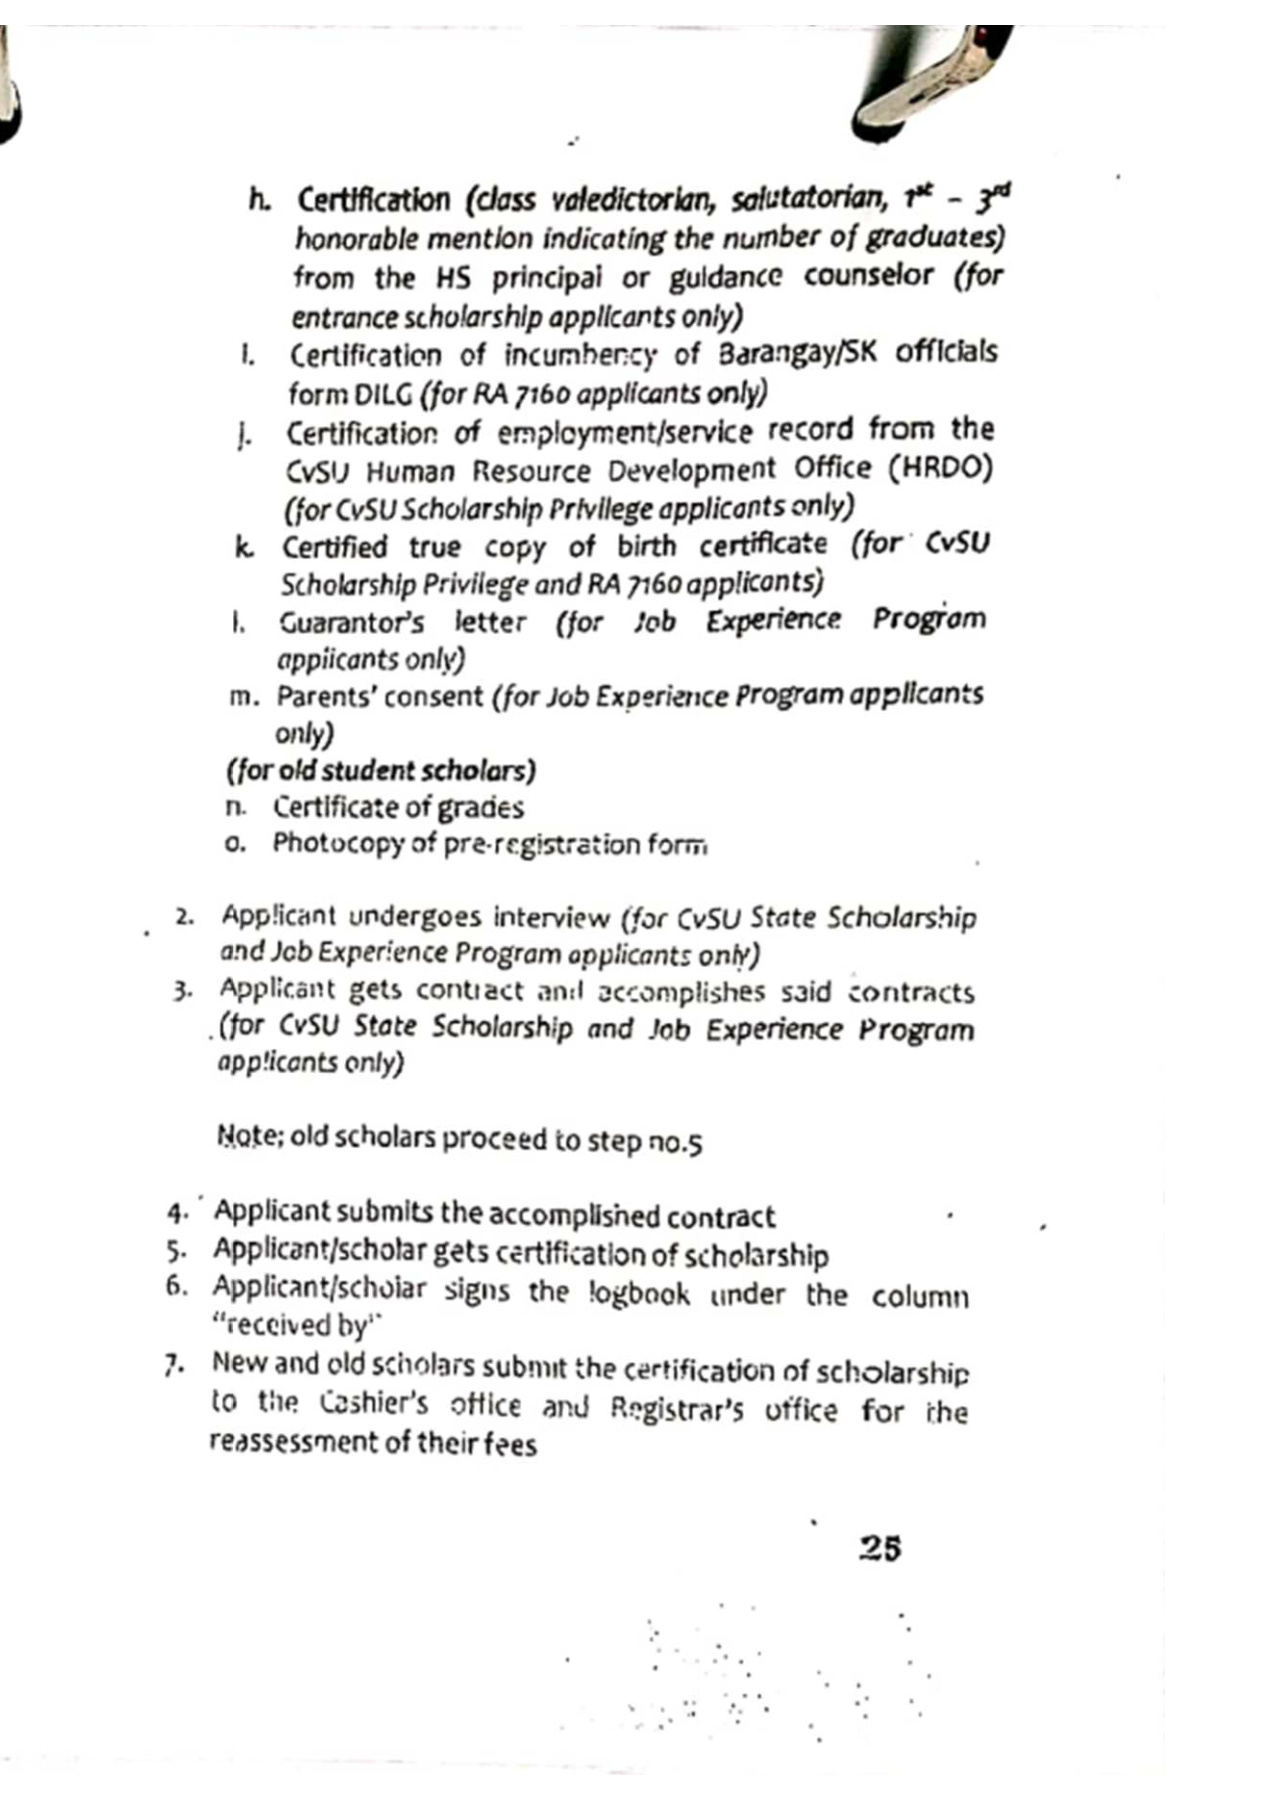 h. Certification (class valedictorian, salutatorian, 1st – 3rd
honorable mention indicating the number of graduates)
from the HS principal or guidance counselor (for
entrance scholarship applicants only)
i. Certification of incumbency of Barangay/SK officials
form DILG (for RA 7160 applicants only)
j. Certification of employment/service record from the
CvSU Human Resource Development Office (HRDO)
(for CvSU Scholarship Privilege applicants only)
k. Certified true copy of birth certificate (for CvSU
Scholarship Privilege and RA 7160 applicants)
l. Guarantor's letter (for Job Experience Program
applicants only)
m. Parents' consent (for Job Experience Program applicants
only)
(for old student scholars)
n. Certificate of grades
o. Photocopy of pre-registration form
2. Applicant undergoes interview (for CvSU State Scholarship
and Job Experience Program applicants only)
3. Applicant gets contract and accomplishes said contracts
(for CvSU State Scholarship and Job Experience Program
applicants only)
Note; old scholars proceed to step no.5
4. Applicant submits the accomplished contract
5. Applicant/scholar gets certification of scholarship
6. Applicant/scholar signs the logbook under the column
"received by"
7. New and old scholars submit the certification of scholarship
to the Cashier's office and Registrar's office for the
reassessment of their fees
25